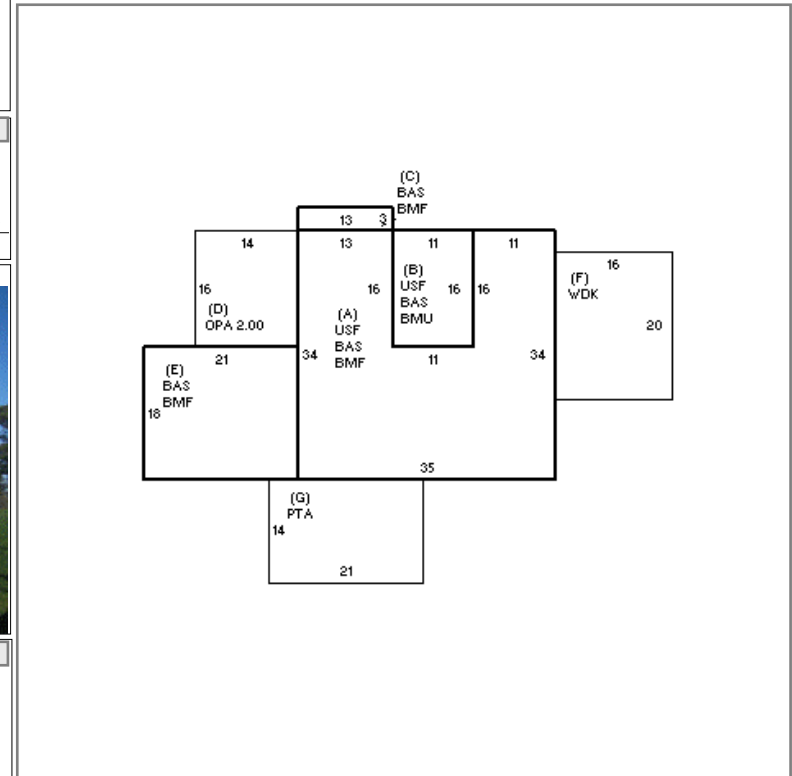 (C)
BAS
BMF
13 3
14 13 11 11
16
(F)
WDK
20
16
(D)
OPA 2.00
(A)
USF
BAS
BMF
16
(B)
USF
BAS
BMU
16 16
34
11
34
21
(E)
BAS
BMF
18
35
(G)
PTA
14
21